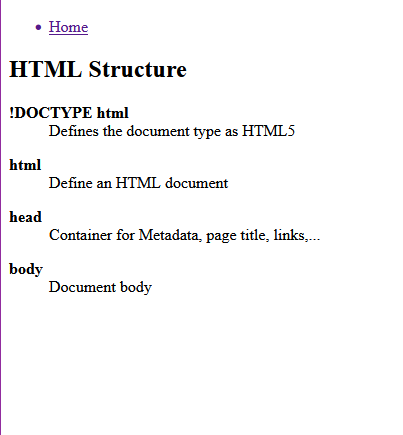 Home
HTML Structure
!DOCTYPE html
Defines the document type as HTML5
html
Define an HTML document
head
Container for Metadata, page title, links,...
body
Document body